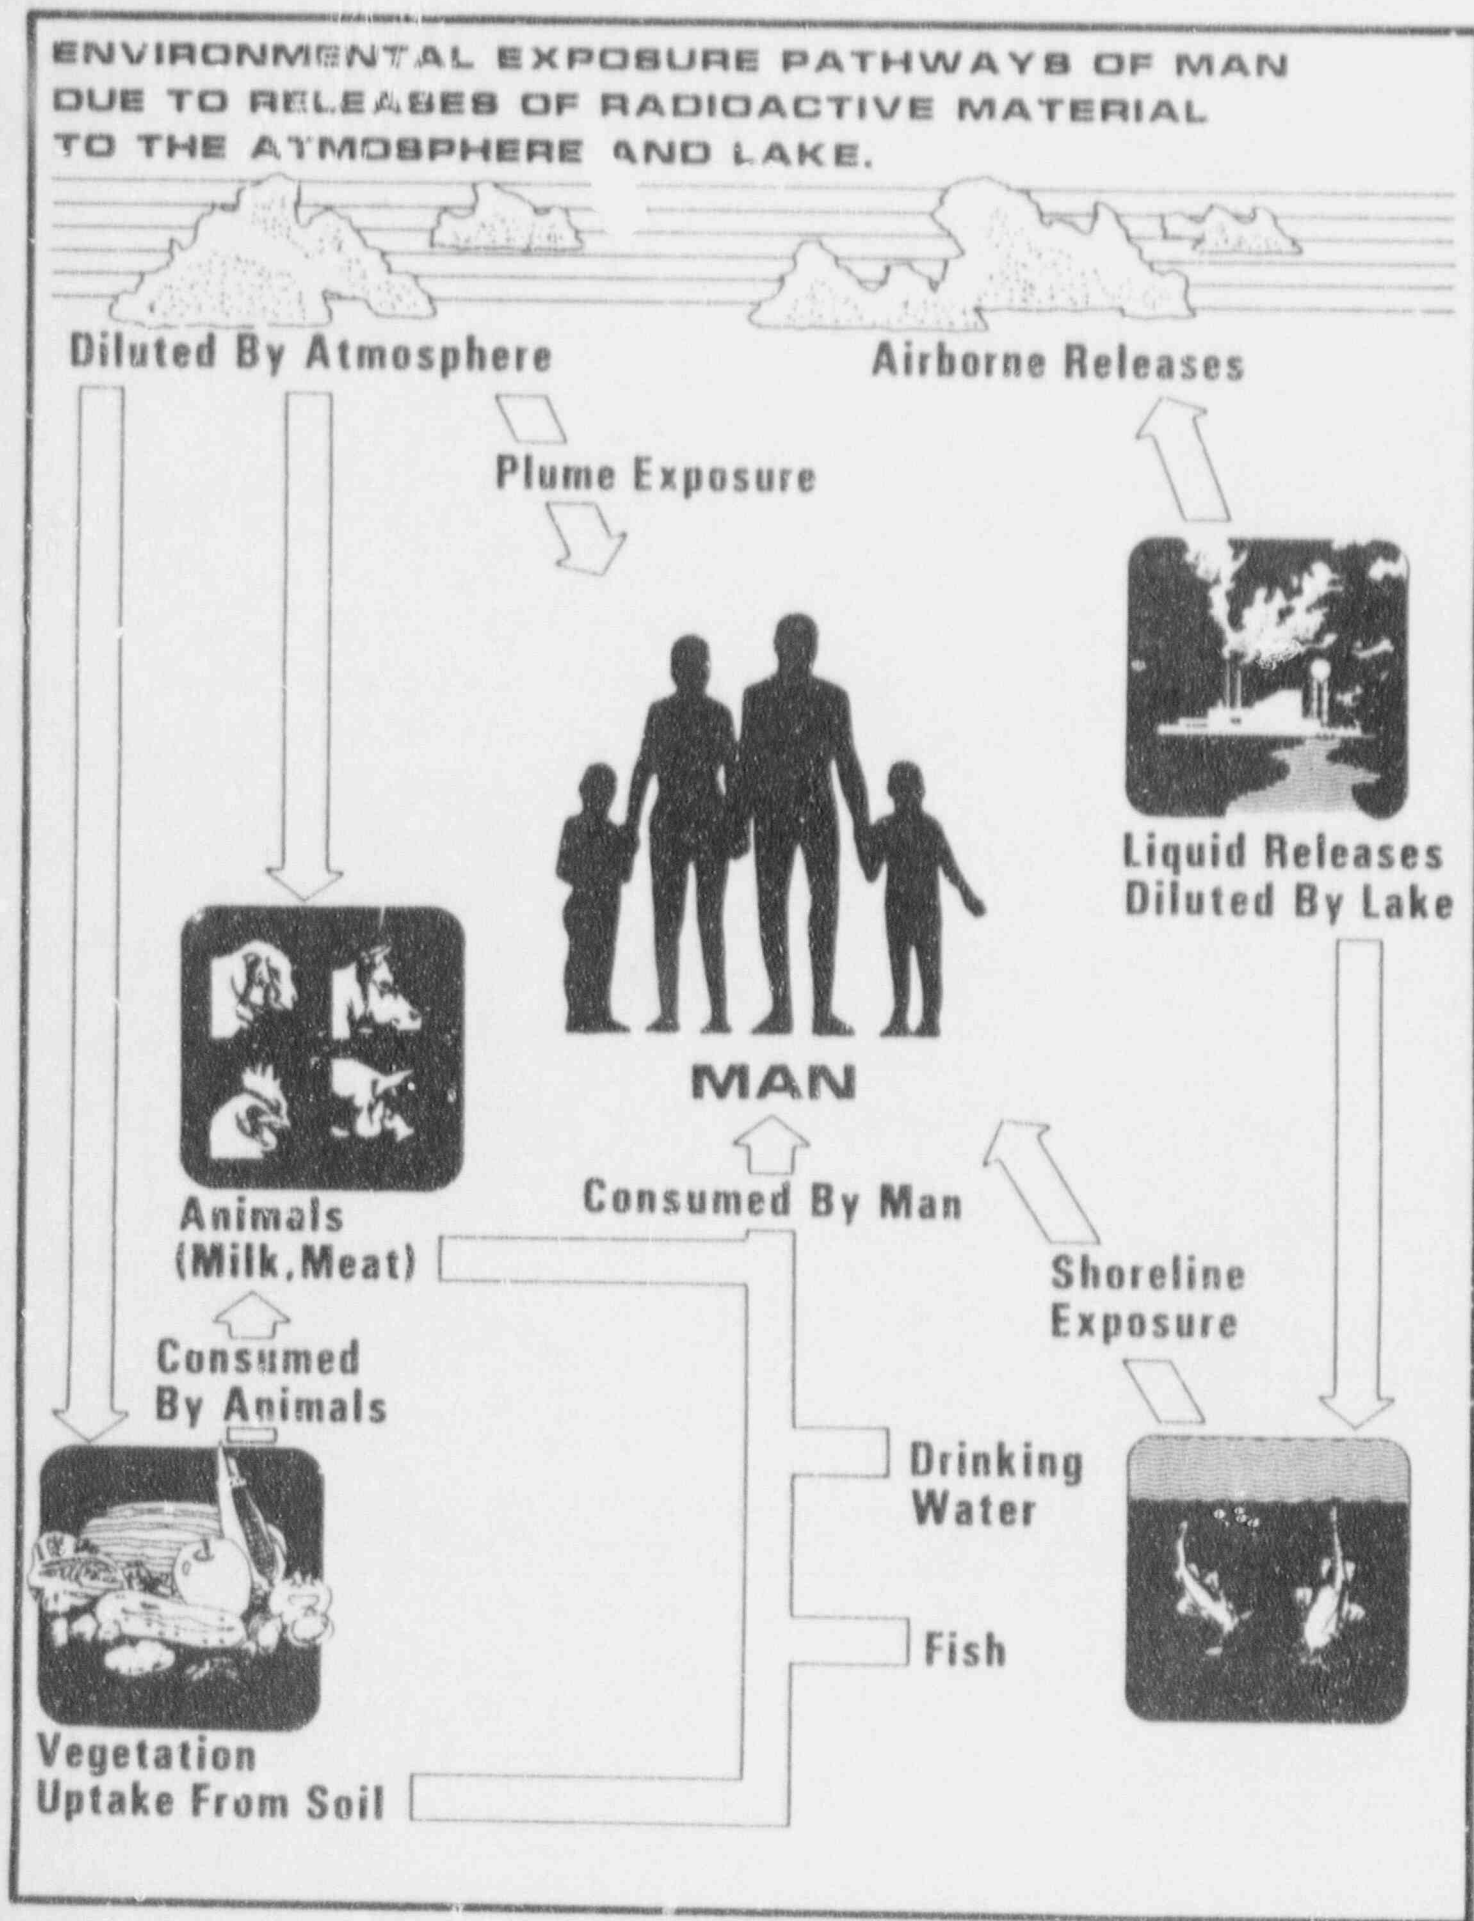 ENVIRONMENTAL EXPOSURE PATHWAYS OF MAN
DUE TO RELEASES OF RADIOACTIVE MATERIAL
TO THE ATMOSPHERE AND LAKE.
Diluted By Atmosphere
Airborne Releases
Plume Exposure
Liquid Releases
Diluted By Lake
MAN
Consumed By Man
Animals
(Milk, Meat)
Shoreline
Exposure
Consumed
By Animals
Drinking
Water
Fish
Vegetation
Uptake From Soil